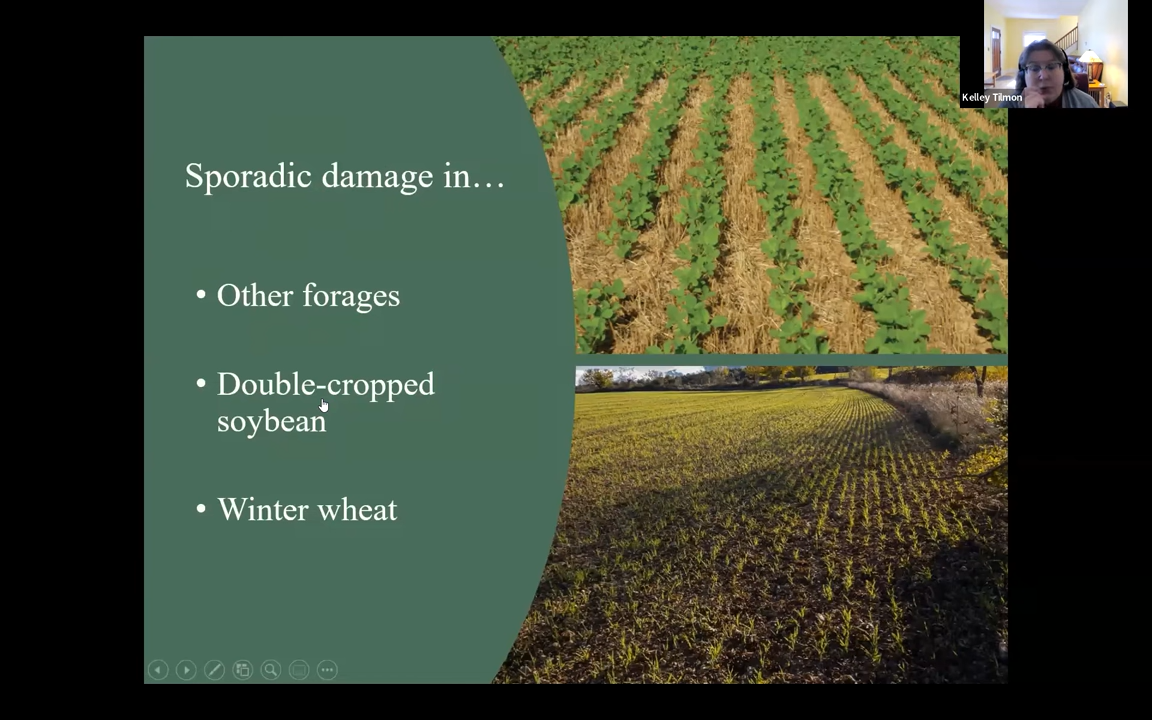 Kelley Tilmon
Sporadic damage in…
• Other forages
• Double-cropped
soybean
• Winter wheat